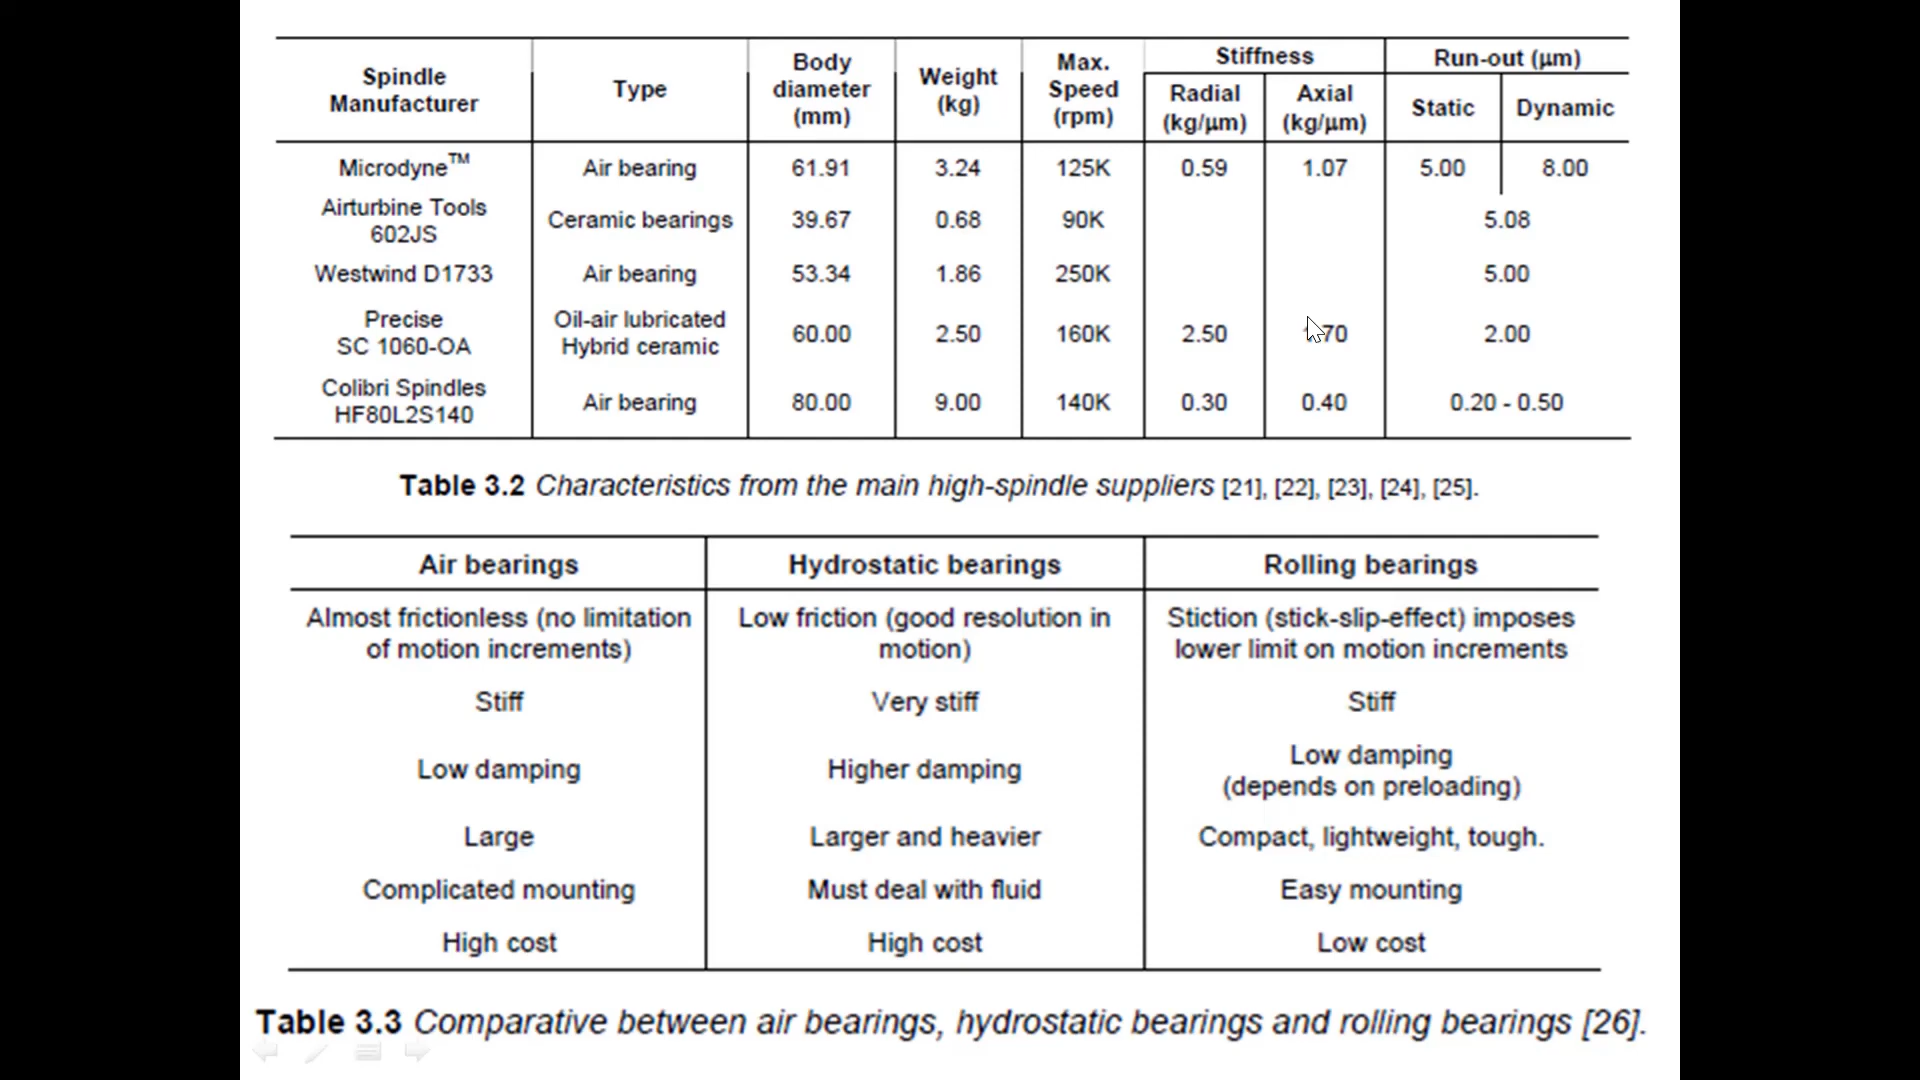 Spindle Manufacturer | Type | Body diameter (mm) | Weight (kg) | Max. Speed (rpm) | Stiffness | Run-out (μm)
Radial (kg/μm) | Axial (kg/μm) | Static | Dynamic
Microdyne™ | Air bearing | 61.91 | 3.24 | 125K | 0.59 | 1.07 | 5.00 | 8.00
Airturbine Tools 602JS | Ceramic bearings | 39.67 | 0.68 | 90K | 5.08
Westwind D1733 | Air bearing | 53.34 | 1.86 | 250K | 5.00
Precise SC 1060-OA | Oil-air lubricated Hybrid ceramic | 60.00 | 2.50 | 160K | 2.50 | 2.00
Colibri Spindles HF80L2S140 | Air bearing | 80.00 | 9.00 | 140K | 0.30 | 0.40 | 0.20 - 0.50
Table 3.2 Characteristics from the main high-spindle suppliers [21], [22], [23], [24], [25].
Air bearings | Hydrostatic bearings | Rolling bearings
Almost frictionless (no limitation of motion increments) | Low friction (good resolution in motion) | Stiction (stick-slip-effect) imposes lower limit on motion increments
Stiff | Very stiff | Stiff
Low damping | Higher damping | Low damping (depends on preloading)
Large | Larger and heavier | Compact, lightweight, tough.
Complicated mounting | Must deal with fluid | Easy mounting
High cost | High cost | Low cost
Table 3.3 Comparative between air bearings, hydrostatic bearings and rolling bearings [26].